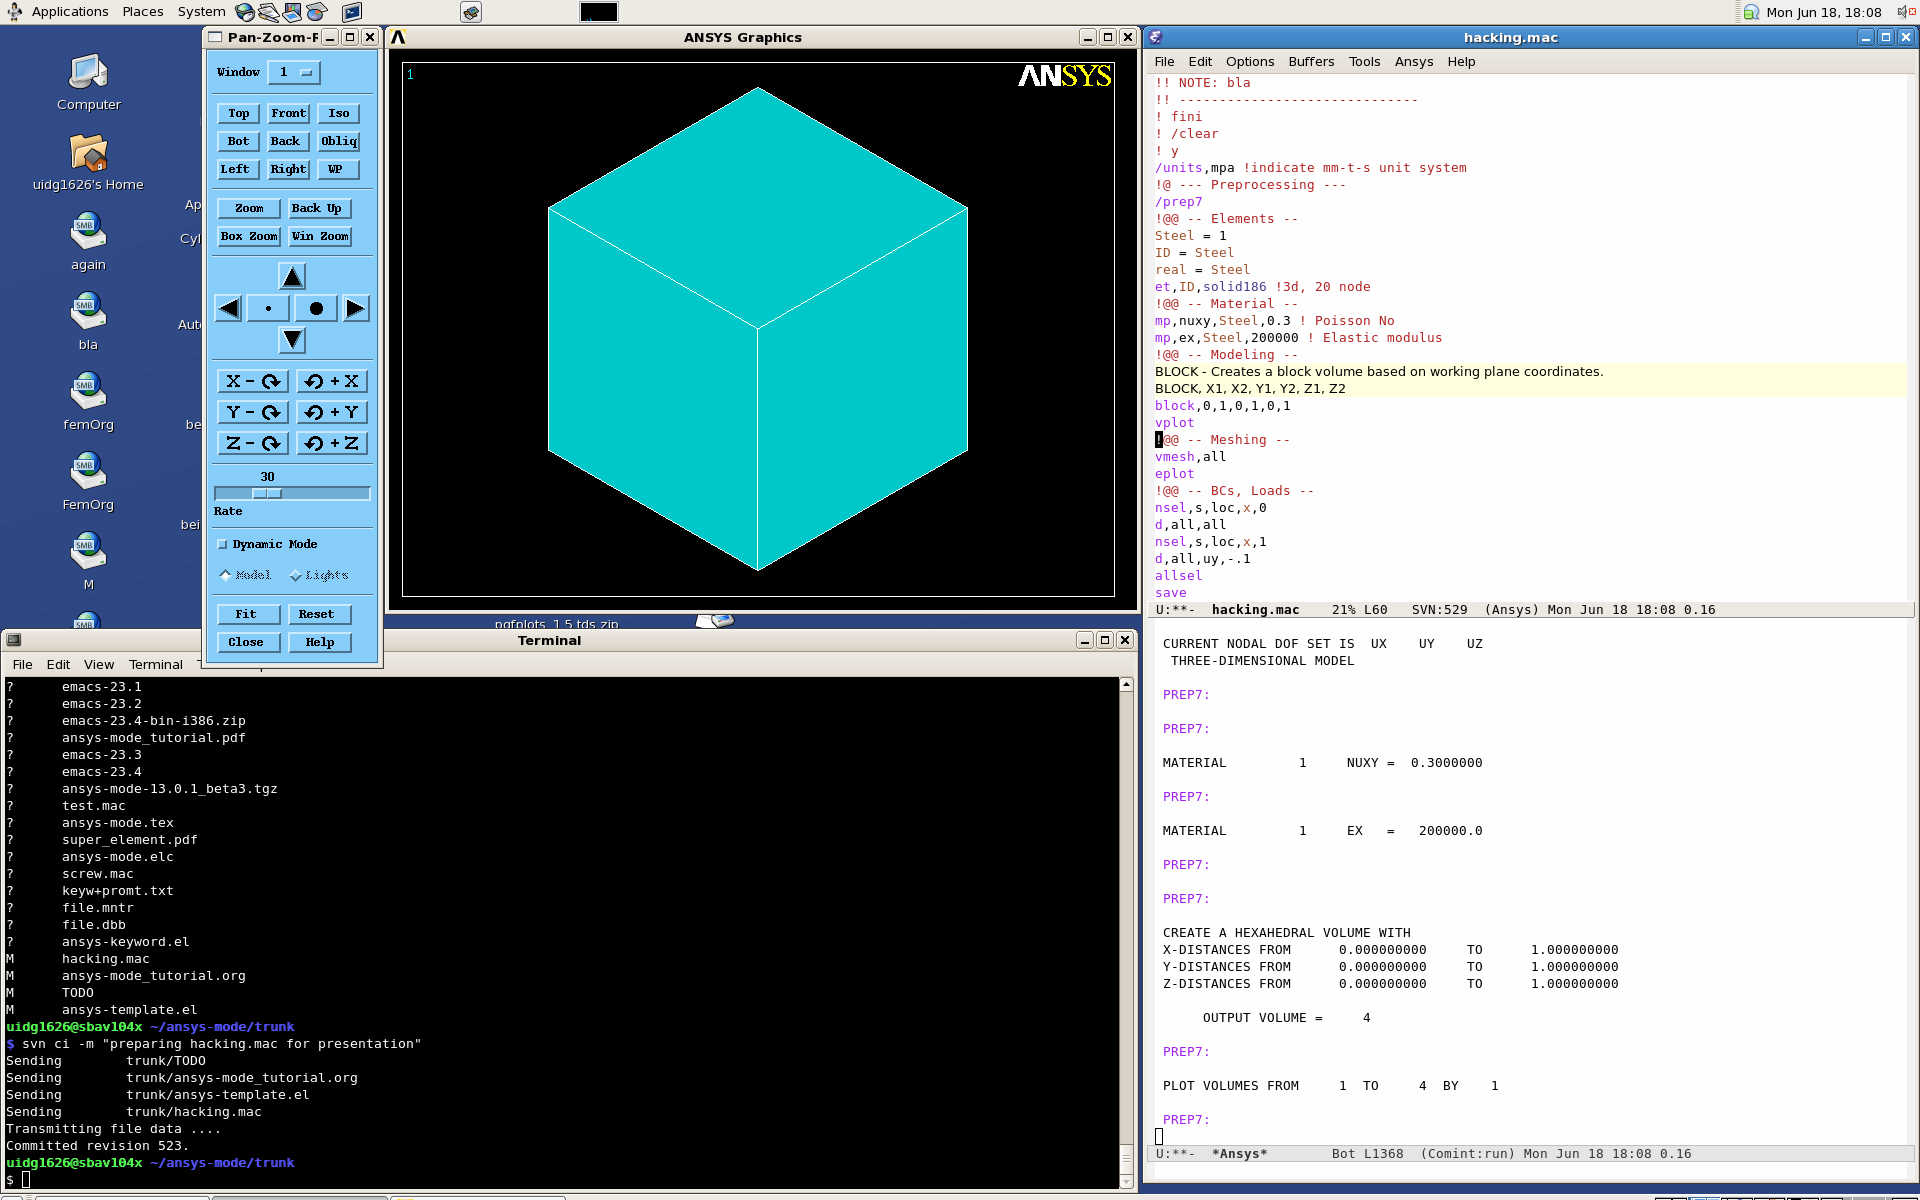 Applications Places System
Mon Jun 18, 18:08
Computer
uidg1626's Home
again
bla
femOrg
FemOrg
M
Ap
Cyl
Aut
be
bei
Pan-Zoom-R
Window 1
Top Front Iso
Bot Back Obliq
Left Right WP
Zoom Back Up
Box Zoom Win Zoom
X - + X
Y - + Y
Z - + Z
30
Rate
Dynamic Mode
Model Lights
Fit Reset
Close Help
ANSYS Graphics
1
ANSYS
pgfplots_1.5.tds.zip
Terminal
File Edit View Terminal
? emacs-23.1
? emacs-23.2
? emacs-23.4-bin-i386.zip
? ansys-mode_tutorial.pdf
? emacs-23.3
? emacs-23.4
? ansys-mode-13.0.1_beta3.tgz
? test.mac
? ansys-mode.tex
? super_element.pdf
? ansys-mode.elc
? screw.mac
? keyw+promt.txt
? file.mntr
? file.dbb
? ansys-keyword.el
M hacking.mac
M ansys-mode_tutorial.org
M TODO
M ansys-template.el
uidg1626@sbav104x ~/ansys-mode/trunk
$ svn ci -m "preparing hacking.mac for presentation"
Sending trunk/TODO
Sending trunk/ansys-mode_tutorial.org
Sending trunk/ansys-template.el
Sending trunk/hacking.mac
Transmitting file data ....
Committed revision 523.
uidg1626@sbav104x ~/ansys-mode/trunk
$
hacking.mac
File Edit Options Buffers Tools Ansys Help
!! NOTE: bla
!! ------------------------------
! fini
! /clear
! y
/units,mpa !indicate mm-t-s unit system
!@ --- Preprocessing ---
/prep7
!@@ -- Elements --
Steel = 1
ID = Steel
real = Steel
et,ID,solid186 !3d, 20 node
!@@ -- Material --
mp,nuxy,Steel,0.3 ! Poisson No
mp,ex,Steel,200000 ! Elastic modulus
!@@ -- Modeling --
BLOCK - Creates a block volume based on working plane coordinates.
BLOCK, X1, X2, Y1, Y2, Z1, Z2
block,0,1,0,1,0,1
vplot
!@@ -- Meshing --
vmesh,all
eplot
!@@ -- BCs, Loads --
nsel,s,loc,x,0
d,all,all
nsel,s,loc,x,1
d,all,uy,-.1
allsel
save
U:**- hacking.mac 21% L60 SVN:529 (Ansys) Mon Jun 18 18:08 0.16
CURRENT NODAL DOF SET IS UX UY UZ
THREE-DIMENSIONAL MODEL
PREP7:
PREP7:
MATERIAL 1 NUXY = 0.3000000
PREP7:
MATERIAL 1 EX = 200000.0
PREP7:
PREP7:
CREATE A HEXAHEDRAL VOLUME WITH
X-DISTANCES FROM 0.000000000 TO 1.000000000
Y-DISTANCES FROM 0.000000000 TO 1.000000000
Z-DISTANCES FROM 0.000000000 TO 1.000000000
OUTPUT VOLUME = 4
PREP7:
PLOT VOLUMES FROM 1 TO 4 BY 1
PREP7:
U:**- *Ansys* Bot L1368 (Comint:run) Mon Jun 18 18:08 0.16